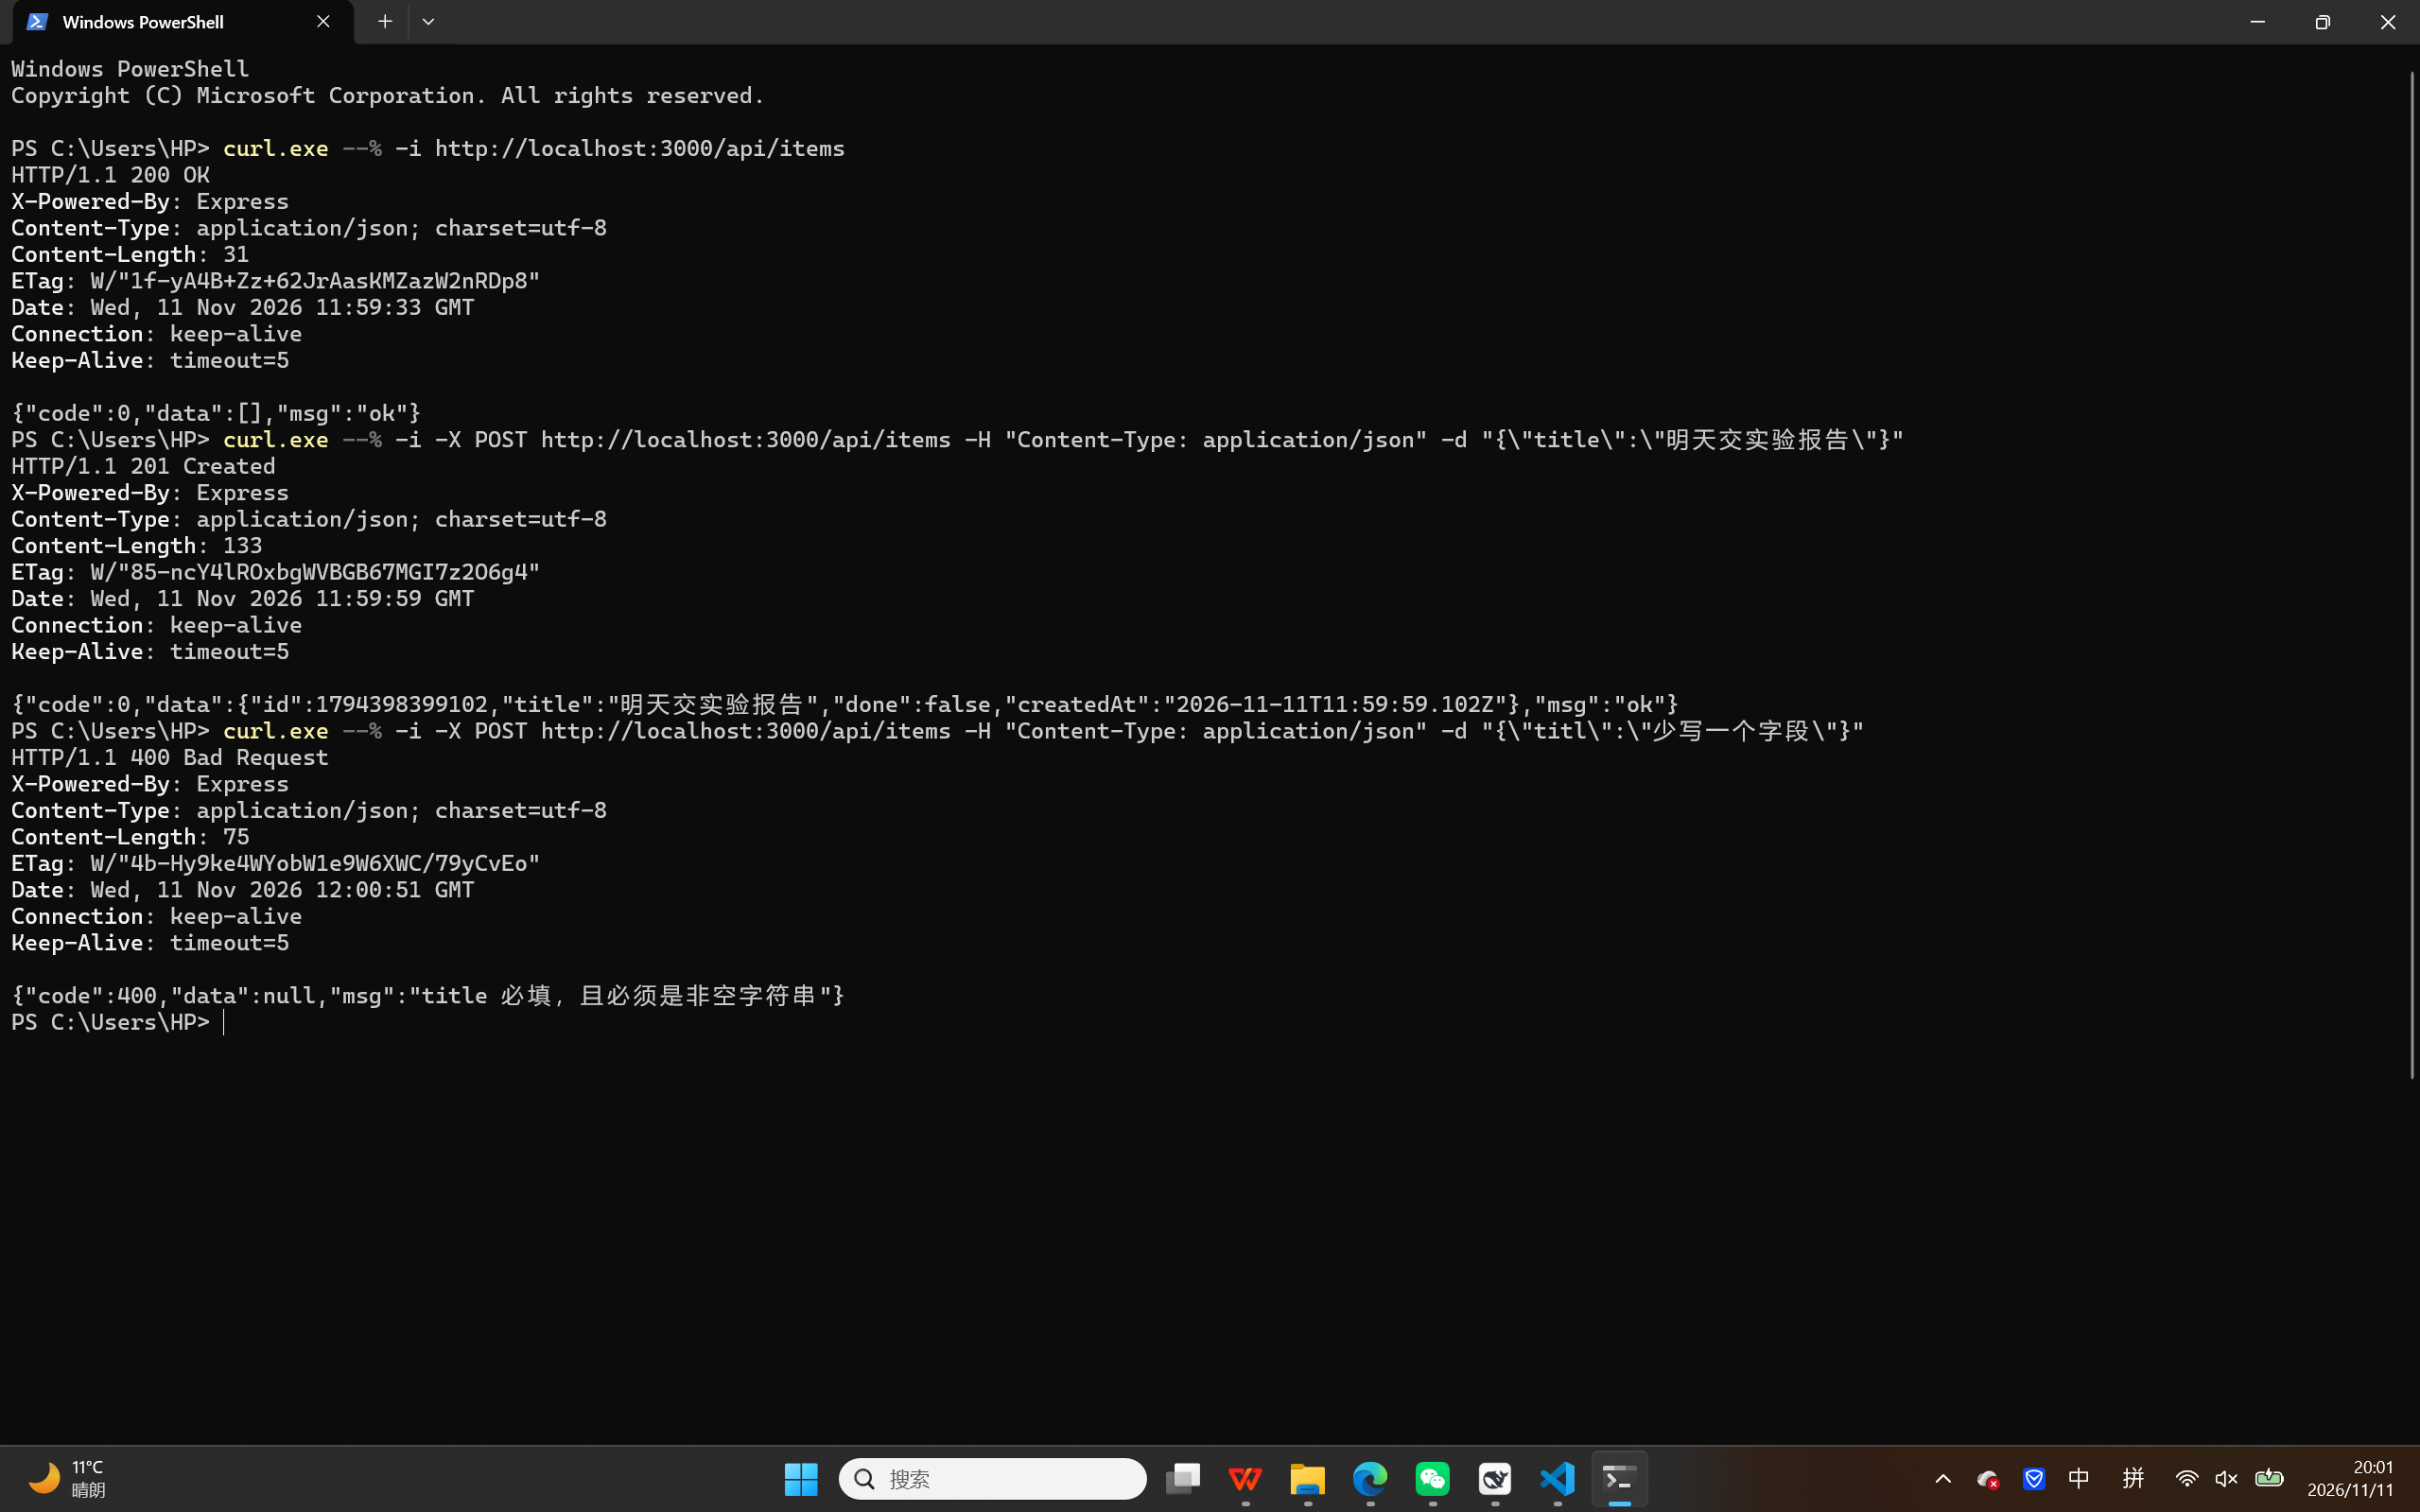 Windows PowerShell
Windows PowerShell
Copyright (C) Microsoft Corporation. All rights reserved.
PS C:\Users\HP> curl.exe --% -i http://localhost:3000/api/items
HTTP/1.1 200 OK
X-Powered-By: Express
Content-Type: application/json; charset=utf-8
Content-Length: 31
ETag: W/"1f-yA4B+Zz+62JrAasKMZazW2nRDp8"
Date: Wed, 11 Nov 2026 11:59:33 GMT
Connection: keep-alive
Keep-Alive: timeout=5
{"code":0,"data":[],"msg":"ok"}
PS C:\Users\HP> curl.exe --% -i -X POST http://localhost:3000/api/items -H "Content-Type: application/json" -d "{\"title\":\"明天交实验报告\"}"
HTTP/1.1 201 Created
X-Powered-By: Express
Content-Type: application/json; charset=utf-8
Content-Length: 133
ETag: W/"85-ncY4lROxbgWVBGB67MGI7z2O6g4"
Date: Wed, 11 Nov 2026 11:59:59 GMT
Connection: keep-alive
Keep-Alive: timeout=5
{"code":0,"data":{"id":1794398399102,"title":"明天交实验报告","done":false,"createdAt":"2026-11-11T11:59:59.102Z"},"msg":"ok"}
PS C:\Users\HP> curl.exe --% -i -X POST http://localhost:3000/api/items -H "Content-Type: application/json" -d "{\"titl\":\"少写一个字段\"}"
HTTP/1.1 400 Bad Request
X-Powered-By: Express
Content-Type: application/json; charset=utf-8
Content-Length: 75
ETag: W/"4b-Hy9ke4WYobW1e9W6XWC/79yCvEo"
Date: Wed, 11 Nov 2026 12:00:51 GMT
Connection: keep-alive
Keep-Alive: timeout=5
{"code":400,"data":null,"msg":"title 必填，且必须是非空字符串"}
PS C:\Users\HP>
11°C
晴朗
搜索
中
拼
20:01
2026/11/11